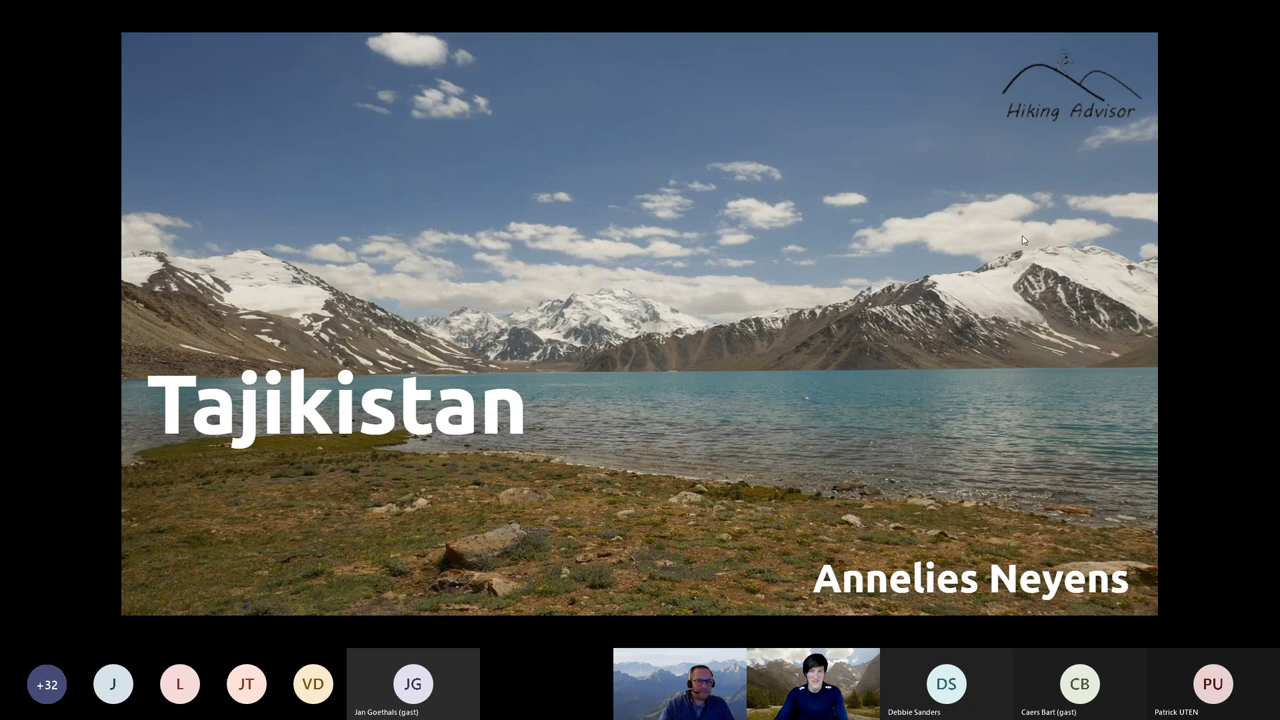 Hiking Advisor
Tajikistan
Annelies Neyens
+32
J
L
JT
VD
JG
Jan Goethals (gast)
DS
Debbie Sanders
CB
Caers Bart (gast)
PU
Patrick UTEN